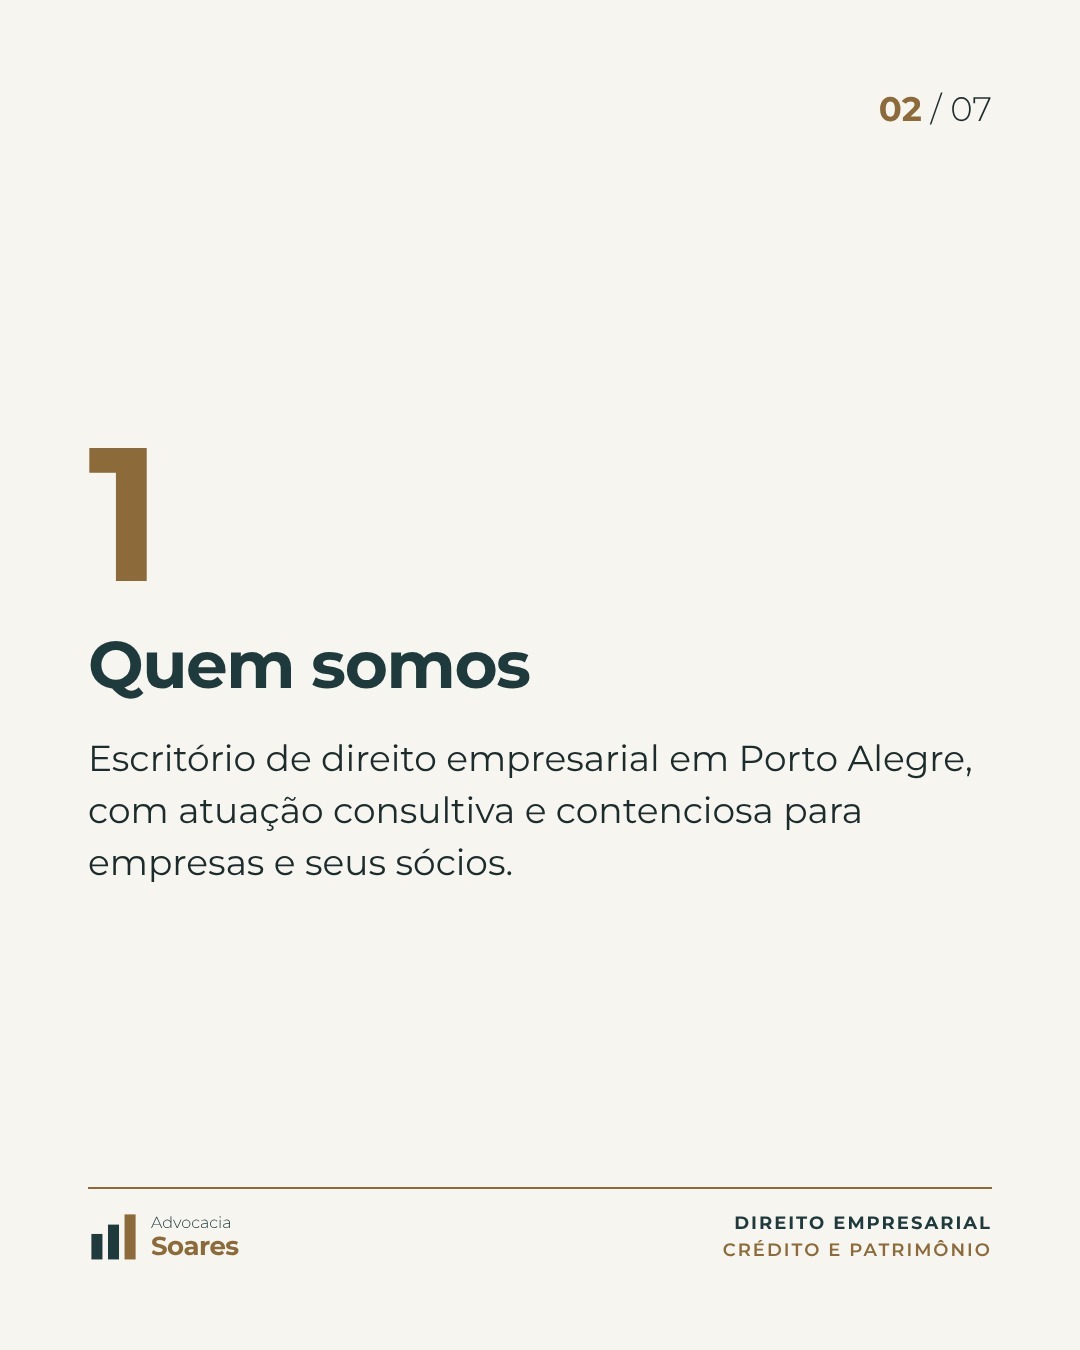 02 / 07
1
Quem somos
Escritório de direito empresarial em Porto Alegre,
com atuação consultiva e contenciosa para
empresas e seus sócios.
Advocacia
Soares
DIREITO EMPRESARIAL
CRÉDITO E PATRIMÔNIO